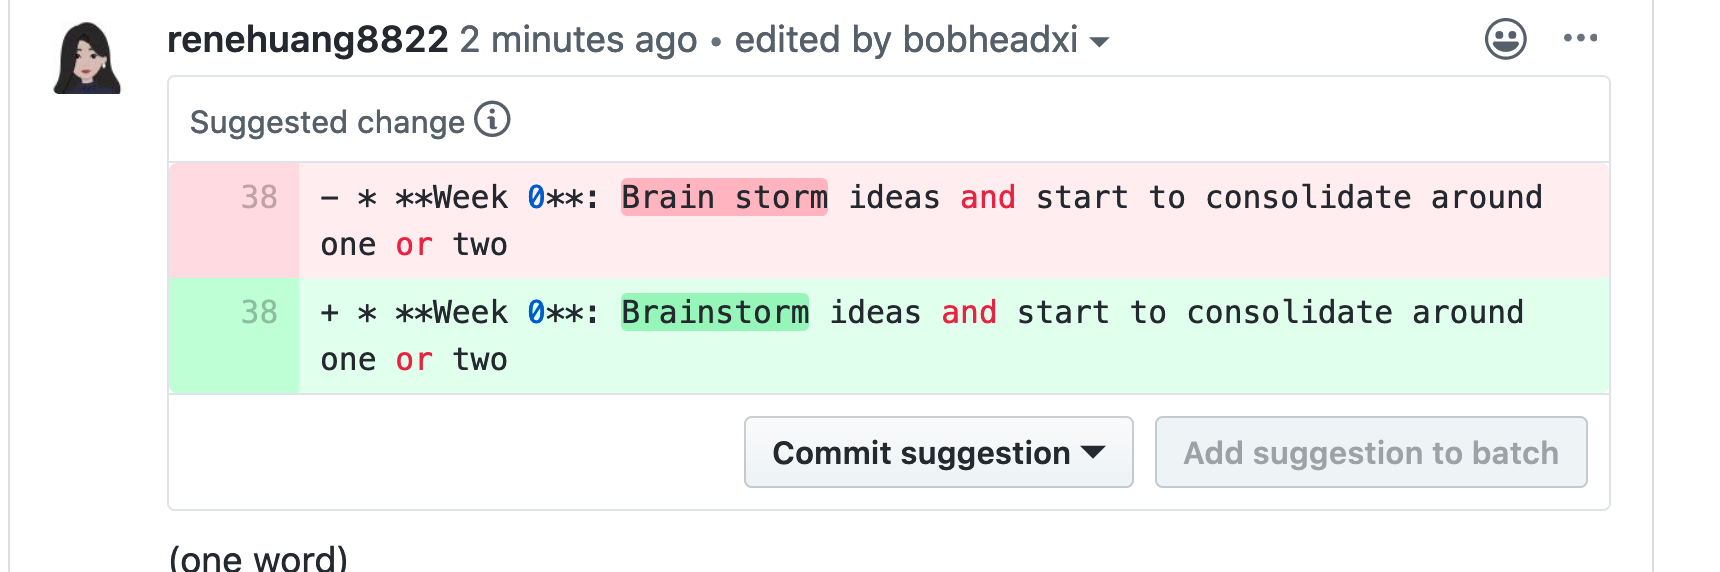 renehuang8822 2 minutes ago • edited by bobheadxi
Suggested change
38 - * **Week 0**: Brain storm ideas and start to consolidate around
one or two
38 + * **Week 0**: Brainstorm ideas and start to consolidate around
one or two
Commit suggestion Add suggestion to batch
(one word)